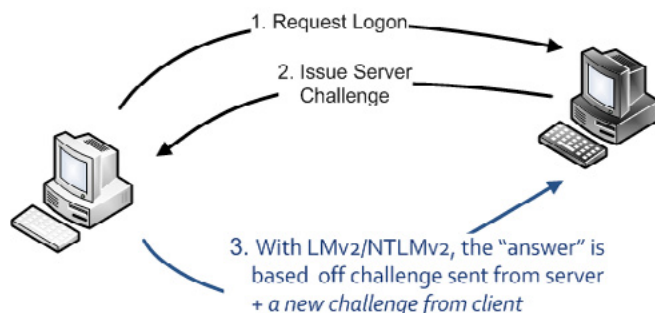 1. Request Logon
2. Issue Server
Challenge
3. With LMv2/NTLMv2, the “answer” is
based off challenge sent from server
+ a new challenge from client